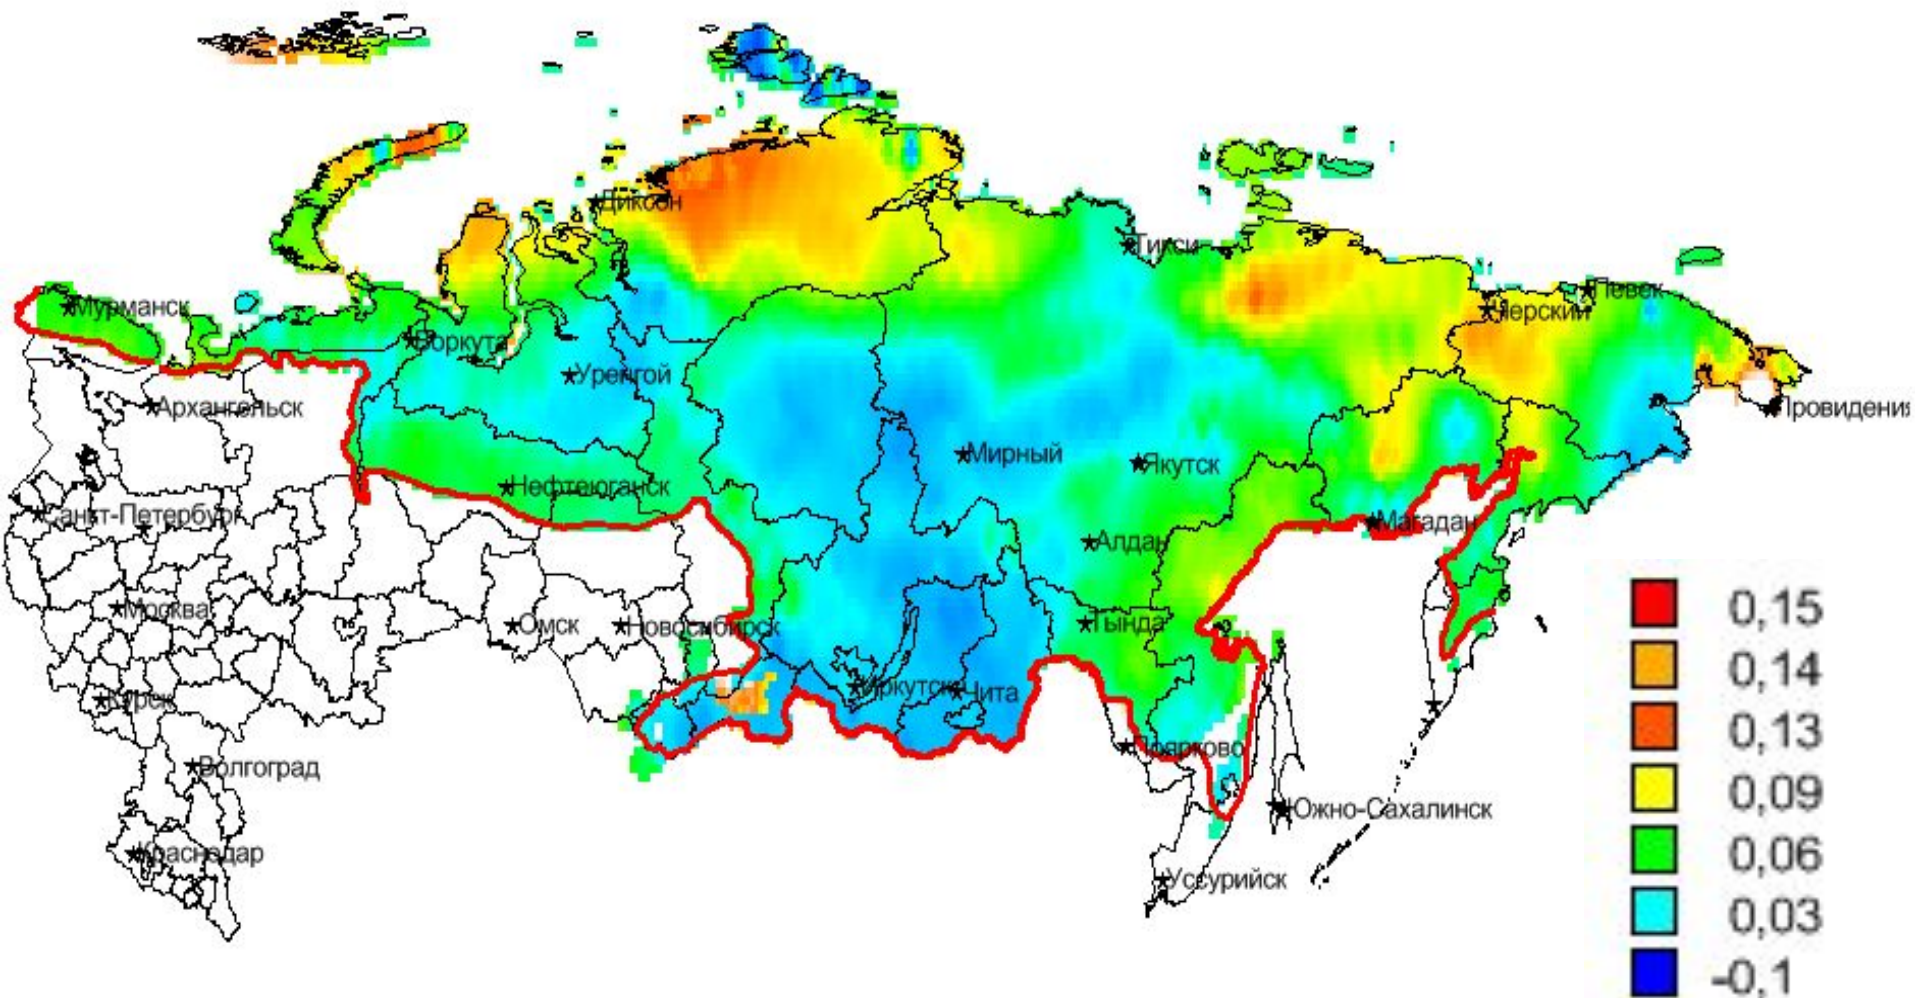 Диксон
Тикси
Певек
Мурманск
Черский
Воркута
Уренгой
Архангельск
Провидения
Мирный
Якутск
Нефтеюганск
Санкт-Петербург
Магадан
Алдан
Москва
Омск
Новосибирск
Тында
Курск
Иркутск
Чита
Поярково
Волгоград
Южно-Сахалинск
Краснодар
Уссурийск
0,15
0,14
0,13
0,09
0,06
0,03
-0,1